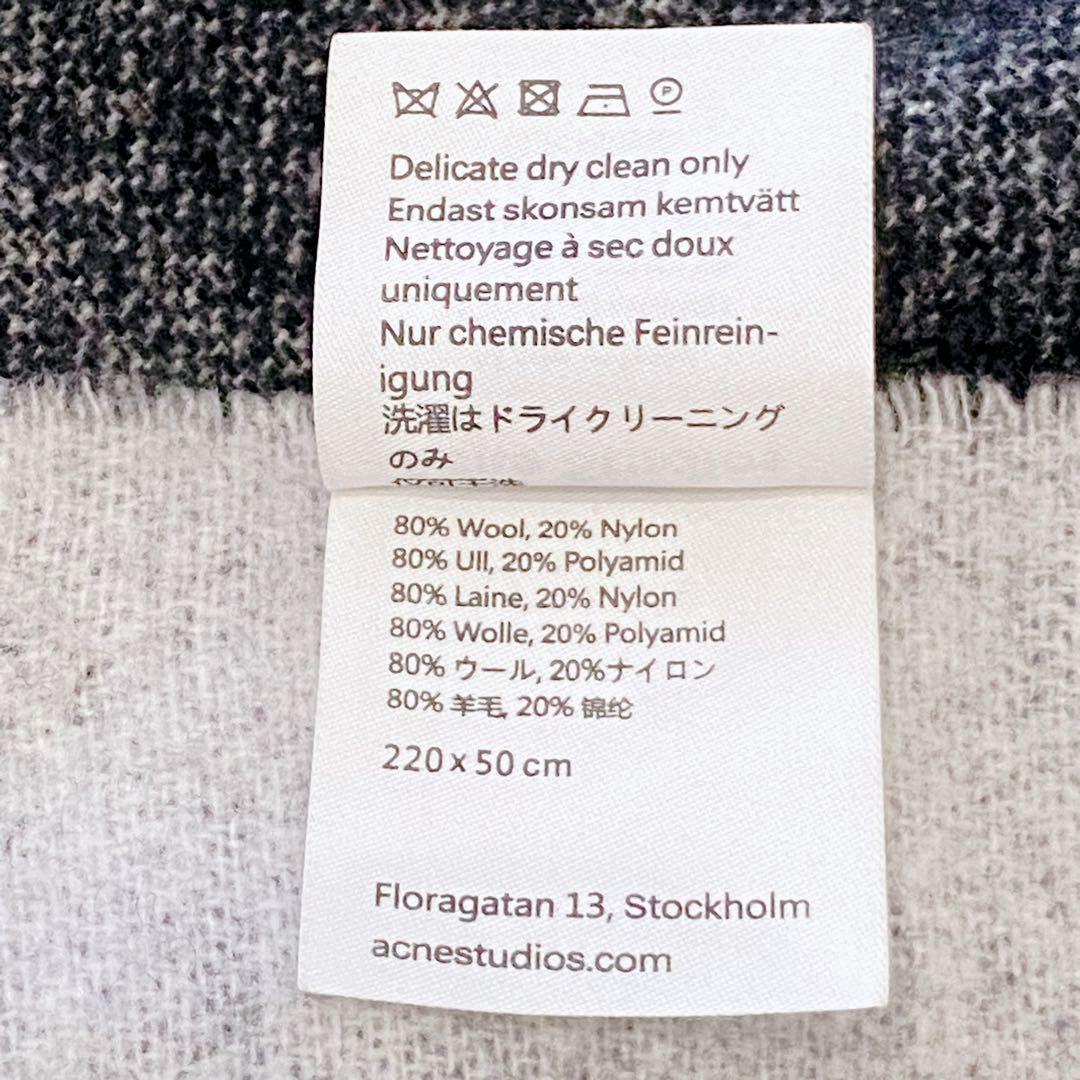 P
Delicate dry clean only
Endast skonsam kemtvätt
Nettoyage à sec doux
uniquement
Nur chemische Feinrein-
igung
洗濯はドライクリーニング
のみ
80% Wool, 20% Nylon
80% Ull, 20% Polyamid
80% Laine, 20% Nylon
80% Wolle, 20% Polyamid
80% ウール, 20%ナイロン
80% 羊毛, 20% 锦纶
220 x 50 cm
Floragatan 13, Stockholm
acnestudios.com